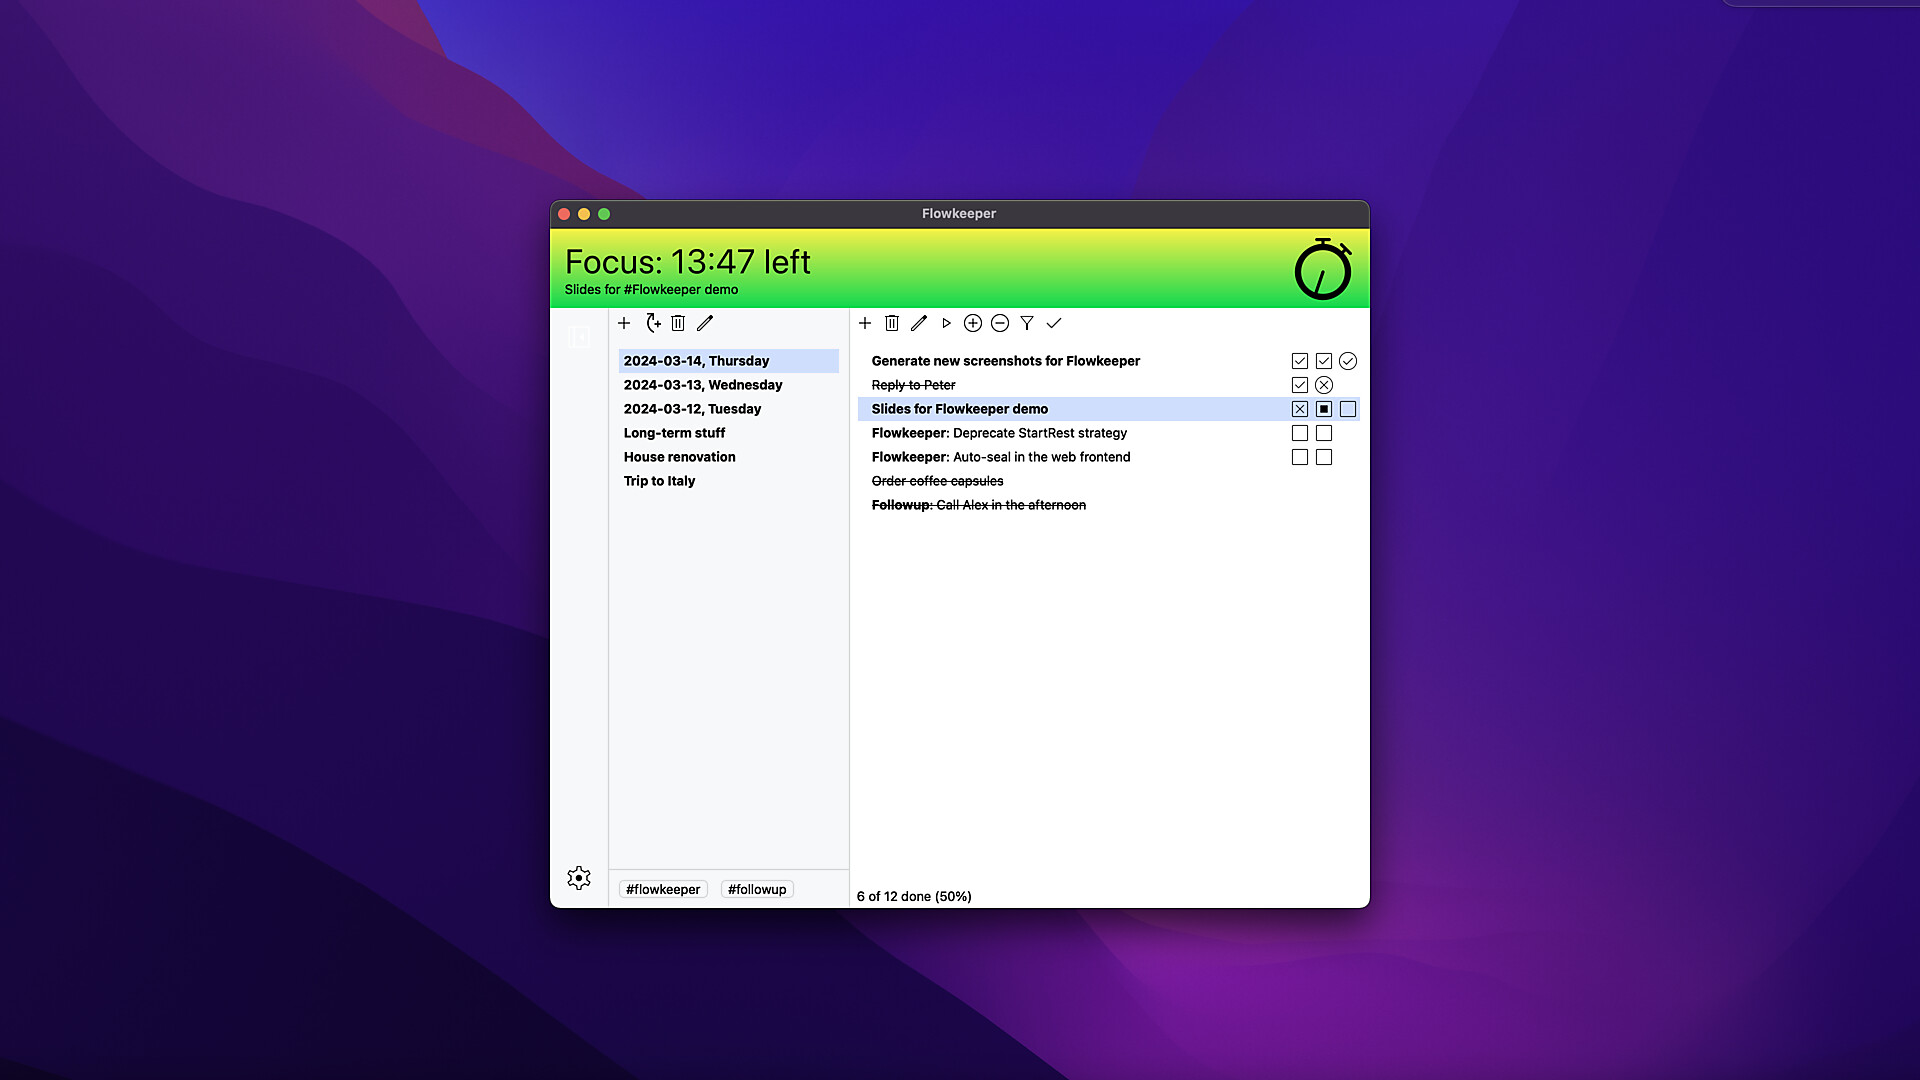 Flowkeeper
Focus: 13:47 left
Slides for #Flowkeeper demo
2024-03-14, Thursday
2024-03-13, Wednesday
2024-03-12, Tuesday
Long-term stuff
House renovation
Trip to Italy
#flowkeeper #followup
Generate new screenshots for Flowkeeper
Reply to Peter
Slides for Flowkeeper demo
Flowkeeper: Deprecate StartRest strategy
Flowkeeper: Auto-seal in the web frontend
Order coffee capsules
Followup: Call Alex in the afternoon
6 of 12 done (50%)